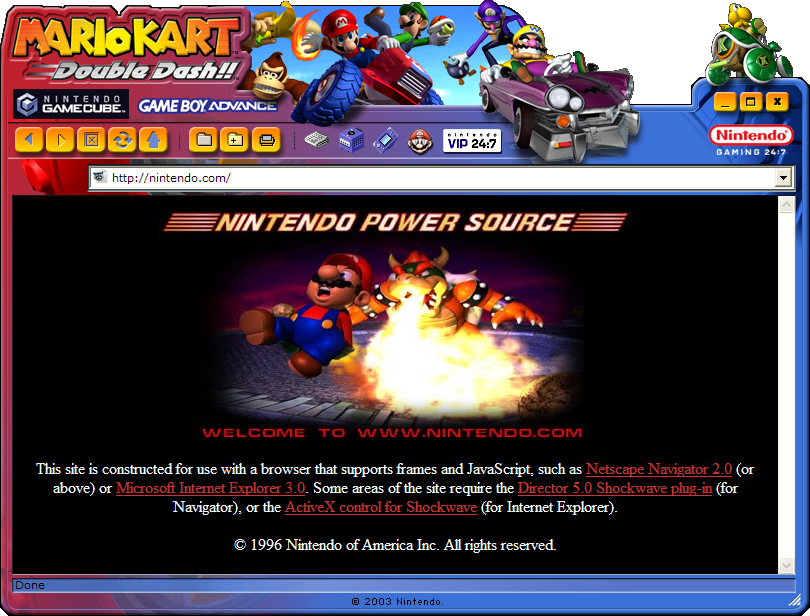 MARIOKART
Double Dash!!
NINTENDO
GAMECUBE™
GAME BOY ADVANCE
nintendo
VIP 24:7
Nintendo®
GAMING 24:7
http://nintendo.com/
NINTENDO POWER SOURCE
WELCOME TO WWW.NINTENDO.COM
This site is constructed for use with a browser that supports frames and JavaScript, such as Netscape Navigator 2.0 (or
above) or Microsoft Internet Explorer 3.0. Some areas of the site require the Director 5.0 Shockwave plug-in (for
Navigator), or the ActiveX control for Shockwave (for Internet Explorer).
© 1996 Nintendo of America Inc. All rights reserved.
Done
© 2003 Nintendo.